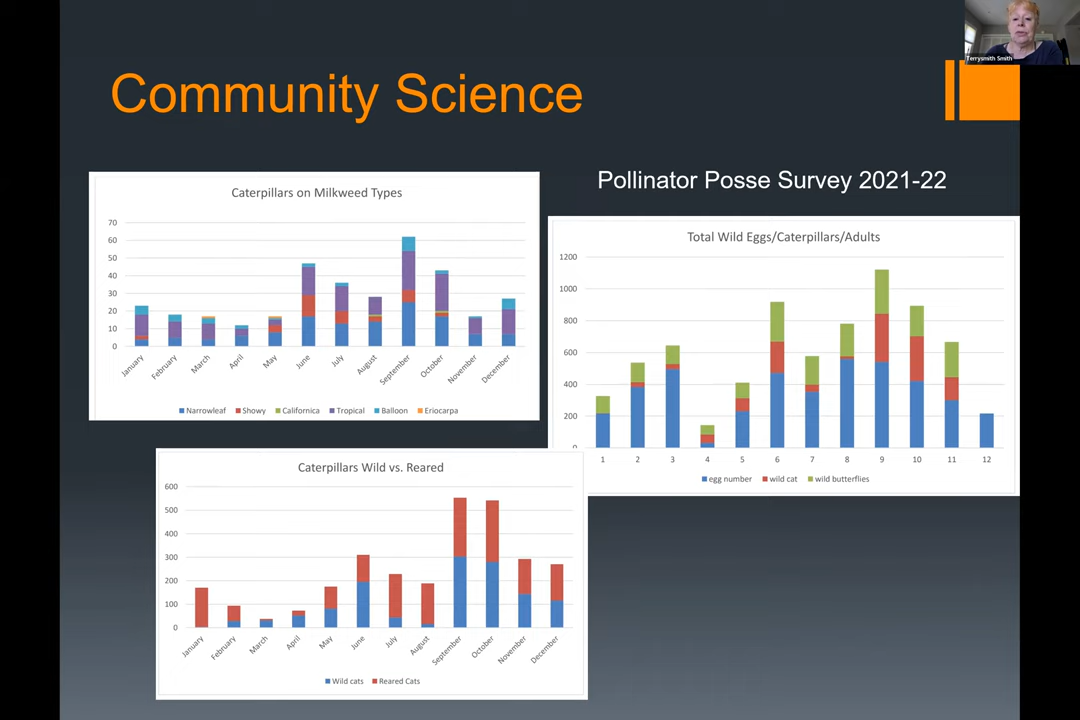 Terrysmith Smith
Community Science
Pollinator Posse Survey 2021-22
Caterpillars on Milkweed Types
70
60
50
40
30
20
10
0
January February March April May June July August September October November December
Narrowleaf Showy Californica Tropical Balloon Eriocarpa
Total Wild Eggs/Caterpillars/Adults
1200
1000
800
600
400
200
0
1 2 3 4 5 6 7 8 9 10 11 12
egg number wild cat wild butterflies
Caterpillars Wild vs. Reared
600
500
400
300
200
100
0
January February March April May June July August September October November December
Wild cats Reared Cats